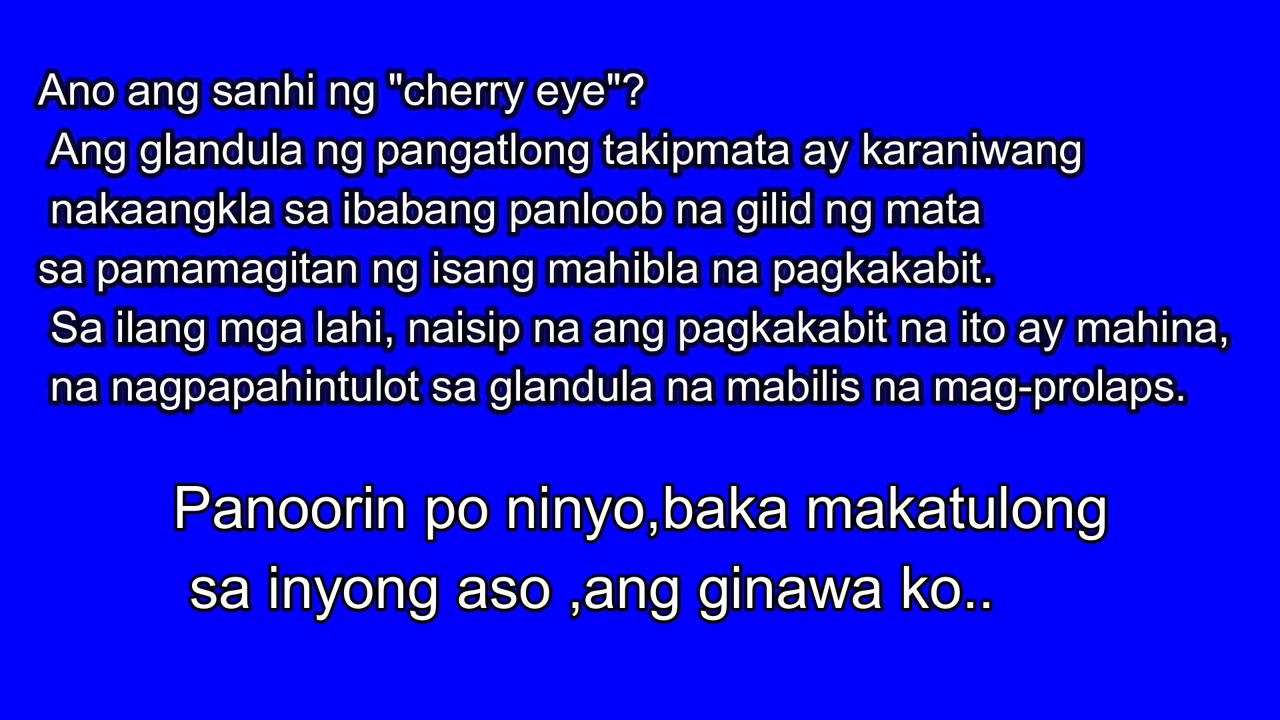 Ano ang sanhi ng "cherry eye"?
Ang glandula ng pangatlong takipmata ay karaniwang
nakaangkla sa ibabang panloob na gilid ng mata
sa pamamagitan ng isang mahibla na pagkakabit.
Sa ilang mga lahi, naisip na ang pagkakabit na ito ay mahina,
na nagpapahintulot sa glandula na mabilis na mag-prolaps.
Panoorin po ninyo,baka makatulong
sa inyong aso ,ang ginawa ko..